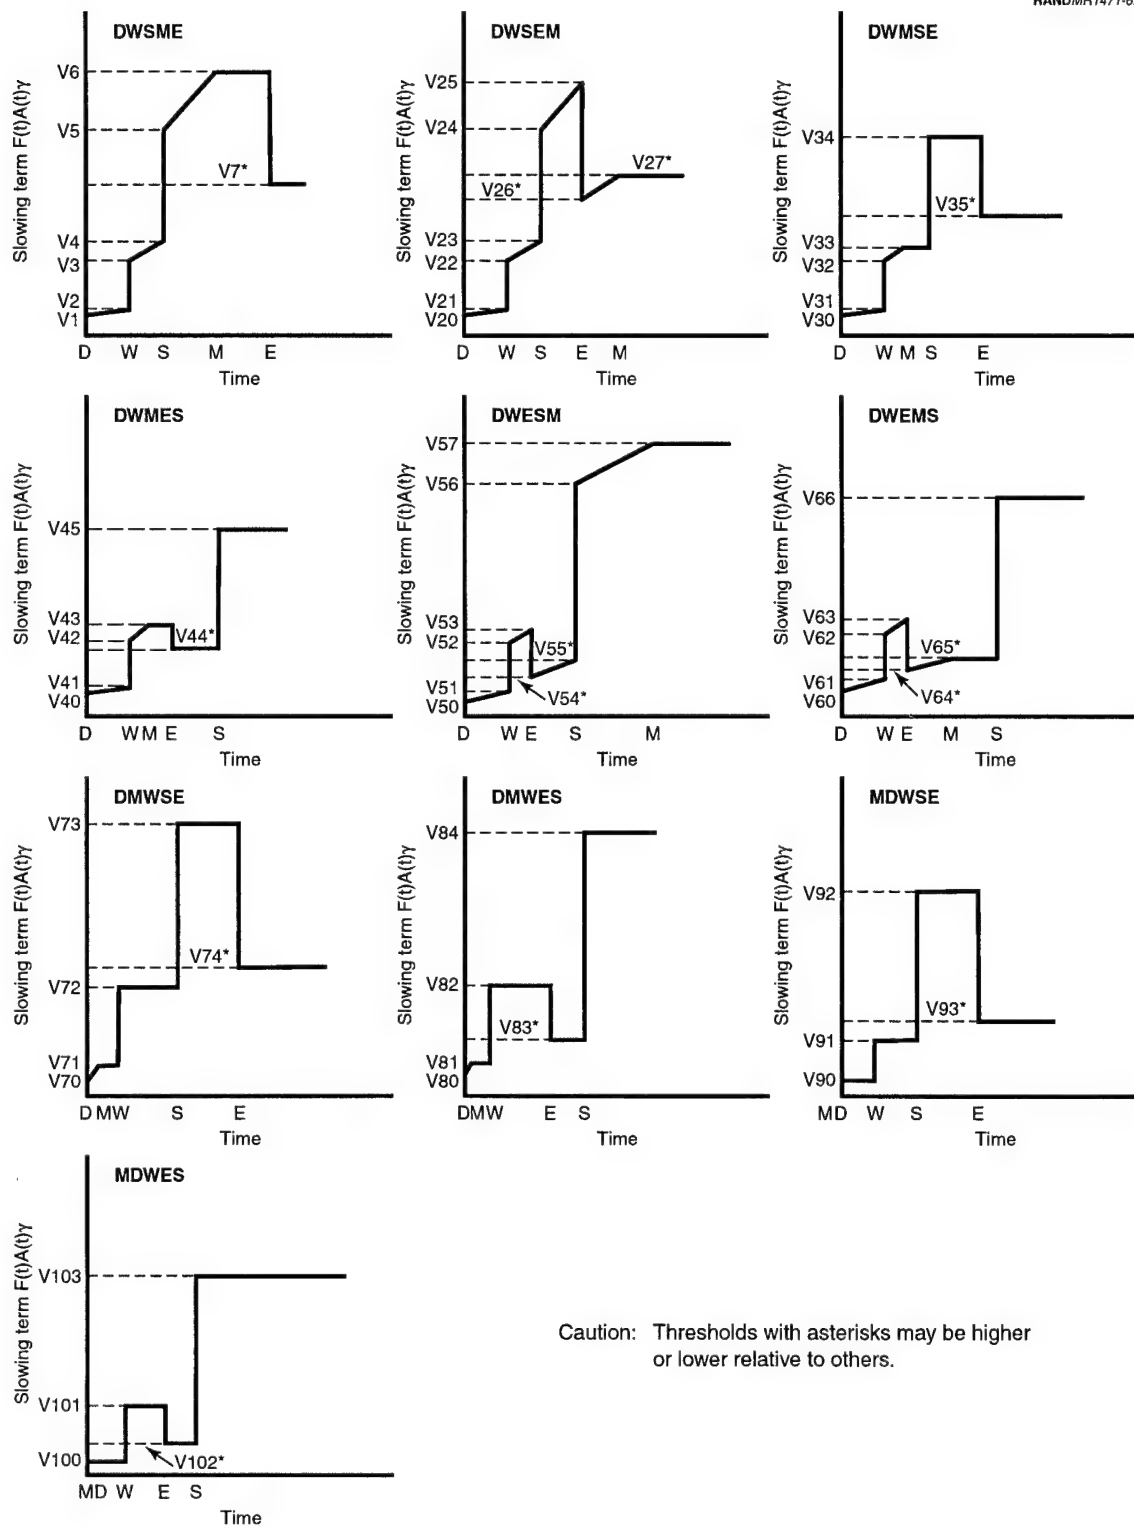 DWSME
Slowing term F(t)A(t)γ
V6
V5
V7*
V4
V3
V2
V1
D W S M E
Time
DWSEM
Slowing term F(t)A(t)γ
V25
V24
V27*
V26*
V23
V22
V21
V20
D W S E M
Time
DWMSE
Slowing term F(t)A(t)γ
V34
V35*
V33
V32
V31
V30
D W M S E
Time
DWMES
Slowing term F(t)A(t)γ
V45
V43
V42
V44*
V41
V40
D W M E S
Time
DWESM
Slowing term F(t)A(t)γ
V57
V56
V53
V52
V55*
V51
V54*
V50
D W E S M
Time
DWEMS
Slowing term F(t)A(t)γ
V66
V63
V62
V65*
V61
V64*
V60
D W E M S
Time
DMWSE
Slowing term F(t)A(t)γ
V73
V74*
V72
V71
V70
D M W S E
Time
DMWES
Slowing term F(t)A(t)γ
V84
V82
V83*
V81
V80
D M W E S
Time
MDWSE
Slowing term F(t)A(t)γ
V92
V93*
V91
V90
M D W S E
Time
MDWES
Slowing term F(t)A(t)γ
V103
V101
V100
V102*
M D W E S
Time
Caution: Thresholds with asterisks may be higher
or lower relative to others.